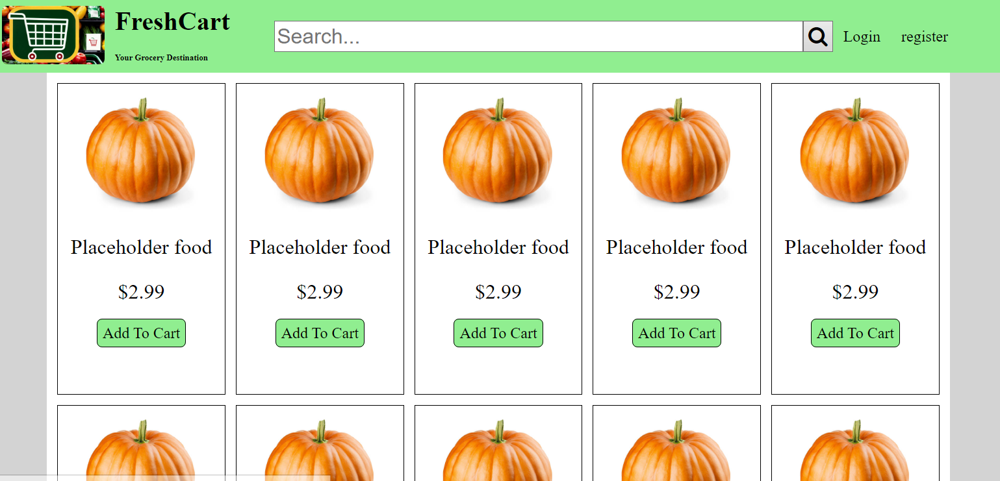 FreshCart
Your Grocery Destination
Search...
Login register
Placeholder food Placeholder food Placeholder food Placeholder food Placeholder food
$2.99 $2.99 $2.99 $2.99 $2.99
Add To Cart Add To Cart Add To Cart Add To Cart Add To Cart